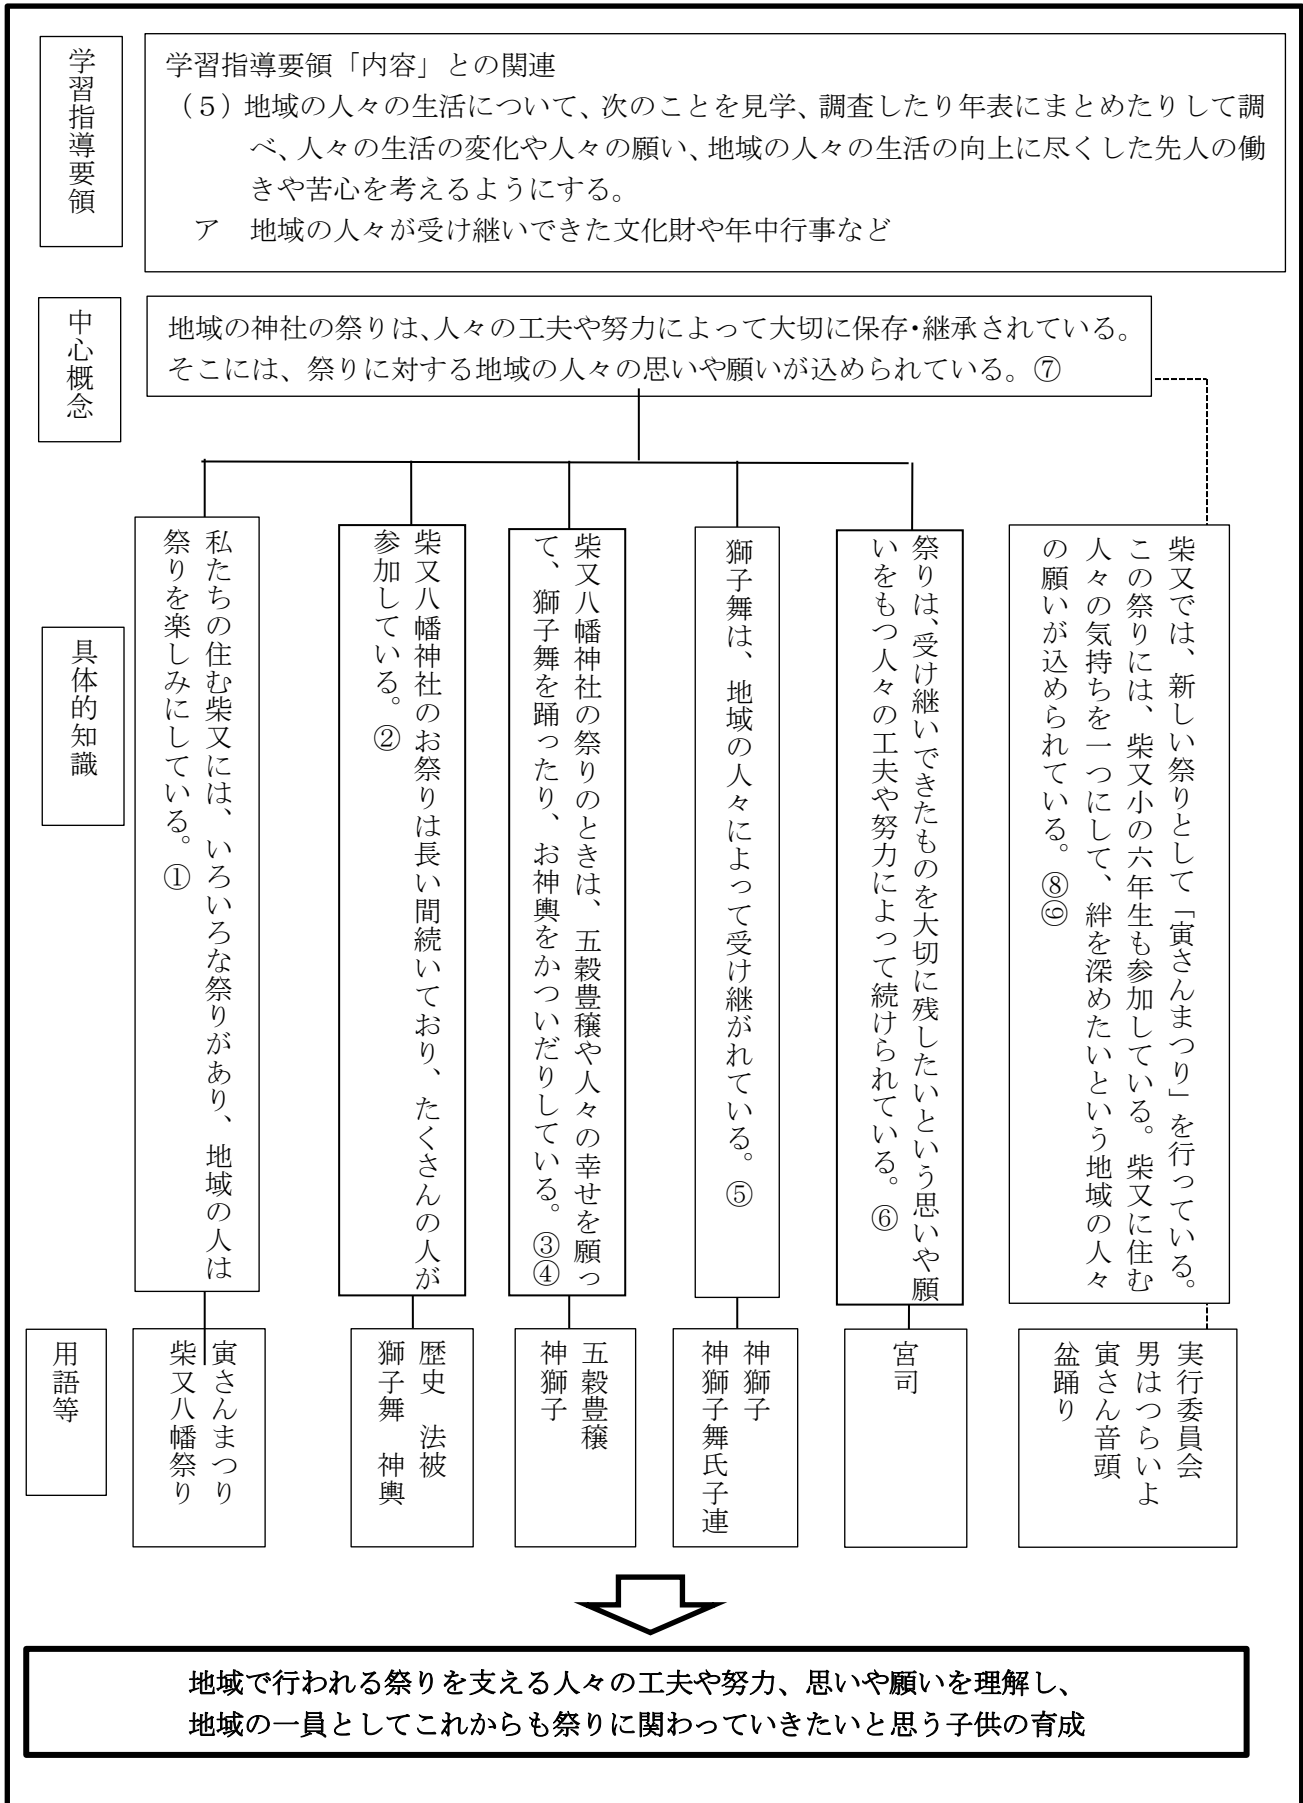 学習指導要領
学習指導要領「内容」との関連
（５）地域の人々の生活について、次のことを見学、調査したり年表にまとめたりして調
べ、人々の生活の変化や人々の願い、地域の人々の生活の向上に尽くした先人の働
きや苦心を考えるようにする。
ア　地域の人々が受け継いできた文化財や年中行事など
中心概念
地域の神社の祭りは、人々の工夫や努力によって大切に保存・継承されている。
そこには、祭りに対する地域の人々の思いや願いが込められている。⑦
具体的知識
私たちの住む柴又には、いろいろな祭りがあり、地域の人は
祭りを楽しみにしている。①
柴又八幡神社のお祭りは長い間続いており、たくさんの人が
参加している。②
柴又八幡神社の祭りのときは、五穀豊穣や人々の幸せを願っ
て、獅子舞を踊ったり、お神輿をかついだりしている。③④
獅子舞は、地域の人々によって受け継がれている。⑤
祭りは、受け継いできたものを大切に残したいという思いや願
いをもつ人々の工夫や努力によって続けられている。⑥
柴又では、新しい祭りとして「寅さんまつり」を行っている。
この祭りには、柴又小の六年生も参加している。柴又に住む
人々の気持ちを一つにして、絆を深めたいという地域の人々
の願いが込められている。⑧⑨
用語等
寅さんまつり
柴又八幡祭り
歴史　法被
獅子舞　神輿
五穀豊穣
神獅子
神獅子
神獅子舞氏子連
宮司
実行委員会
男はつらいよ
寅さん音頭
盆踊り
地域で行われる祭りを支える人々の工夫や努力、思いや願いを理解し、
地域の一員としてこれからも祭りに関わっていきたいと思う子供の育成